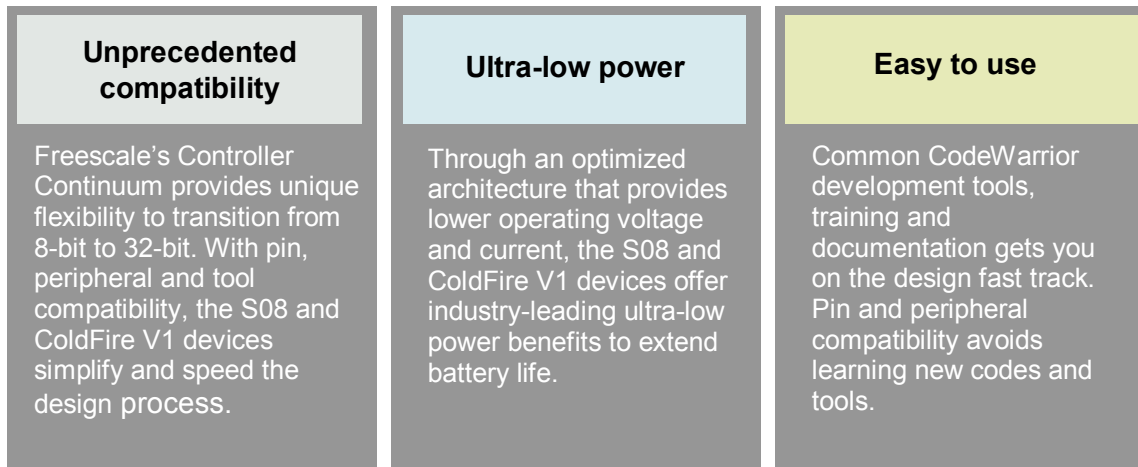 Unprecedented
compatibility
Freescale's Controller
Continuum provides unique
flexibility to transition from
8-bit to 32-bit. With pin,
peripheral and tool
compatibility, the S08 and
ColdFire V1 devices
simplify and speed the
design process.
Ultra-low power
Through an optimized
architecture that provides
lower operating voltage
and current, the S08 and
ColdFire V1 devices offer
industry-leading ultra-low
power benefits to extend
battery life.
Easy to use
Common CodeWarrior
development tools,
training and
documentation gets you
on the design fast track.
Pin and peripheral
compatibility avoids
learning new codes and
tools.